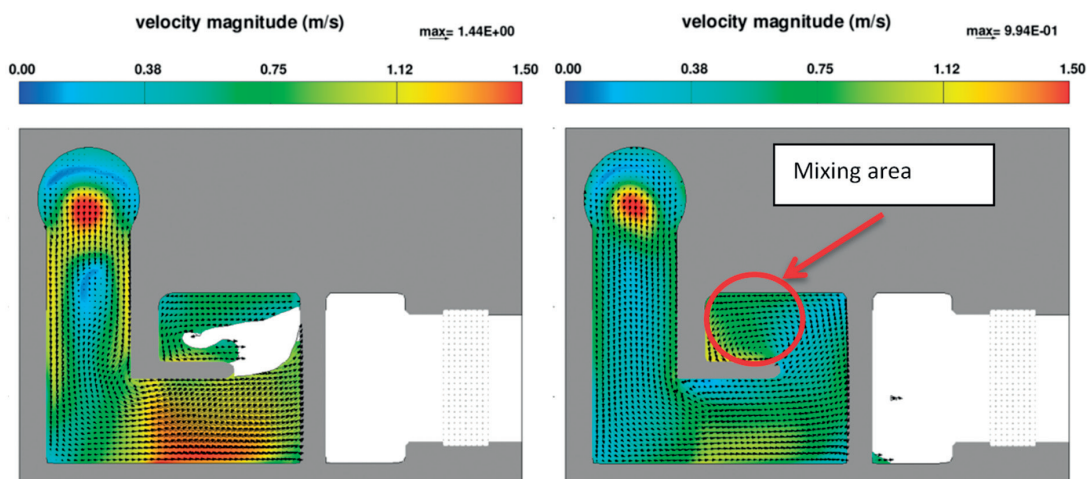 velocity magnitude (m/s)
max= 1.44E+00
0.00 0.38 0.75 1.12 1.50
velocity magnitude (m/s)
max= 9.94E-01
0.00 0.38 0.75 1.12 1.50
Mixing area